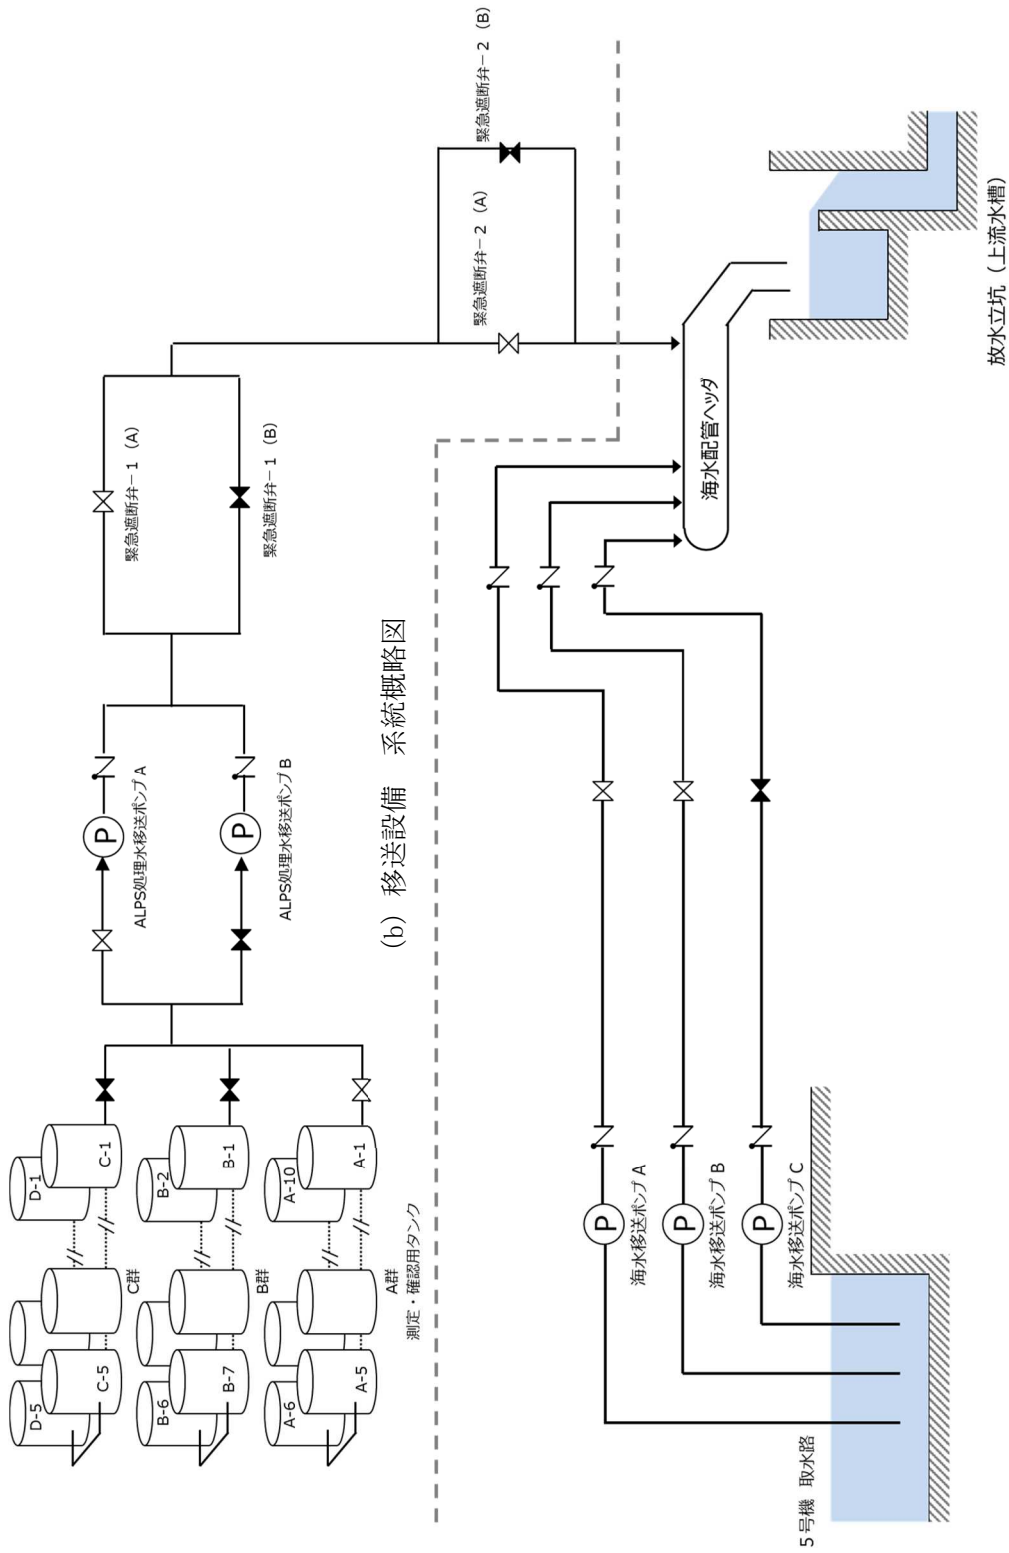 D-5
D-1
C-5
C-1
C群
B-6
B-2
B-7
B-1
B群
A-6
A-10
A-5
A-1
A群
測定・確認用タンク
P
ALPS処理水移送ポンプ A
P
ALPS処理水移送ポンプ B
緊急遮断弁－1（A）
緊急遮断弁－1（B）
緊急遮断弁－2（A）
緊急遮断弁－2（B）
(b) 移送設備 系統概略図
P
海水移送ポンプ A
P
海水移送ポンプ B
P
海水移送ポンプ C
5号機 取水路
海水配管ヘッダ
放水立坑（上流水槽）